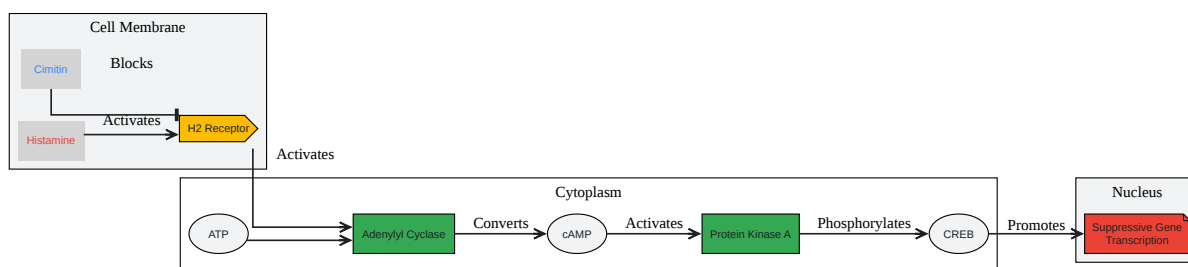 Cell Membrane
Cimitin
Blocks
Activates
H2 Receptor
Histamine
Activates
Cytoplasm
Nucleus
ATP
Adenylyl Cyclase
Converts
cAMP
Activates
Protein Kinase A
Phosphorylates
CREB
Promotes
Suppressive Gene
Transcription